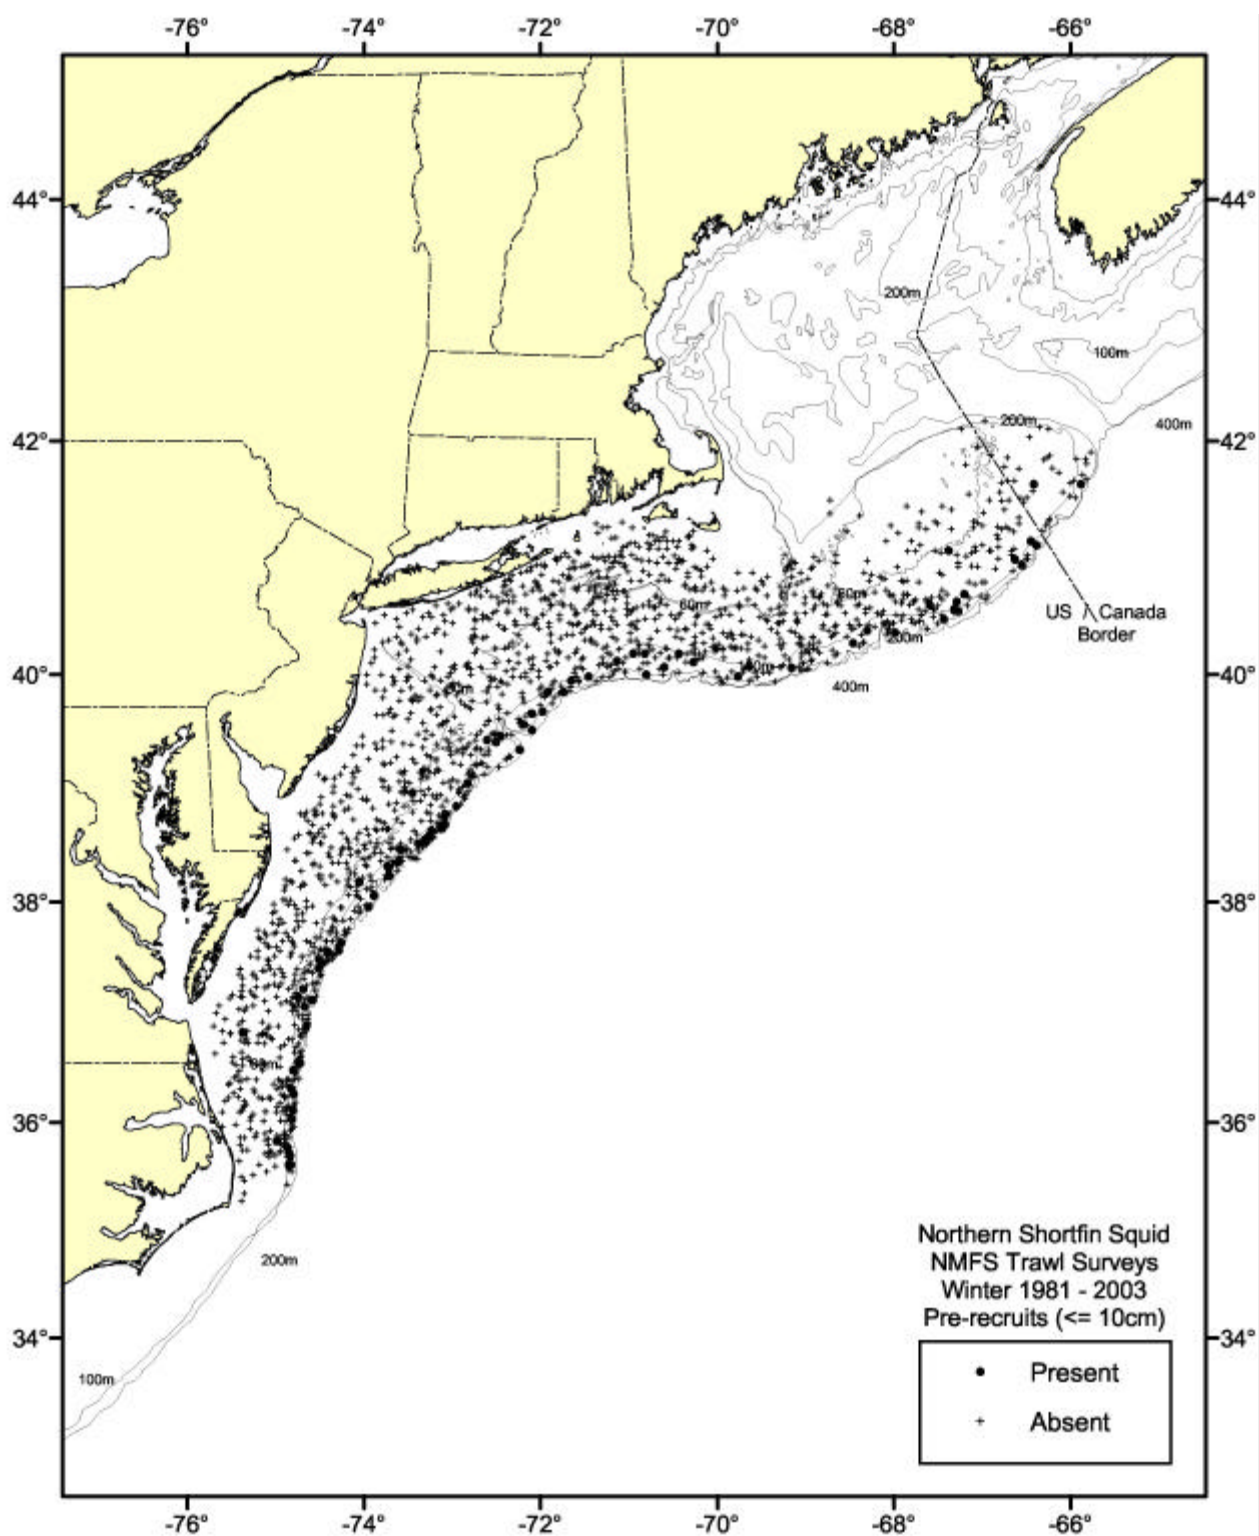 -76° -74° -72° -70° -68° -66°
44° 44°
200m
100m
200m
400m
42° 42°
60m
60m
US Canada
Border
200m
40° 40°
400m
38° 38°
36° 36°
Northern Shortfin Squid
NMFS Trawl Surveys
Winter 1981 - 2003
Pre-recruits (<= 10cm)
200m
34° 34°
Present
100m
Absent
-76° -74° -72° -70° -68° -66°